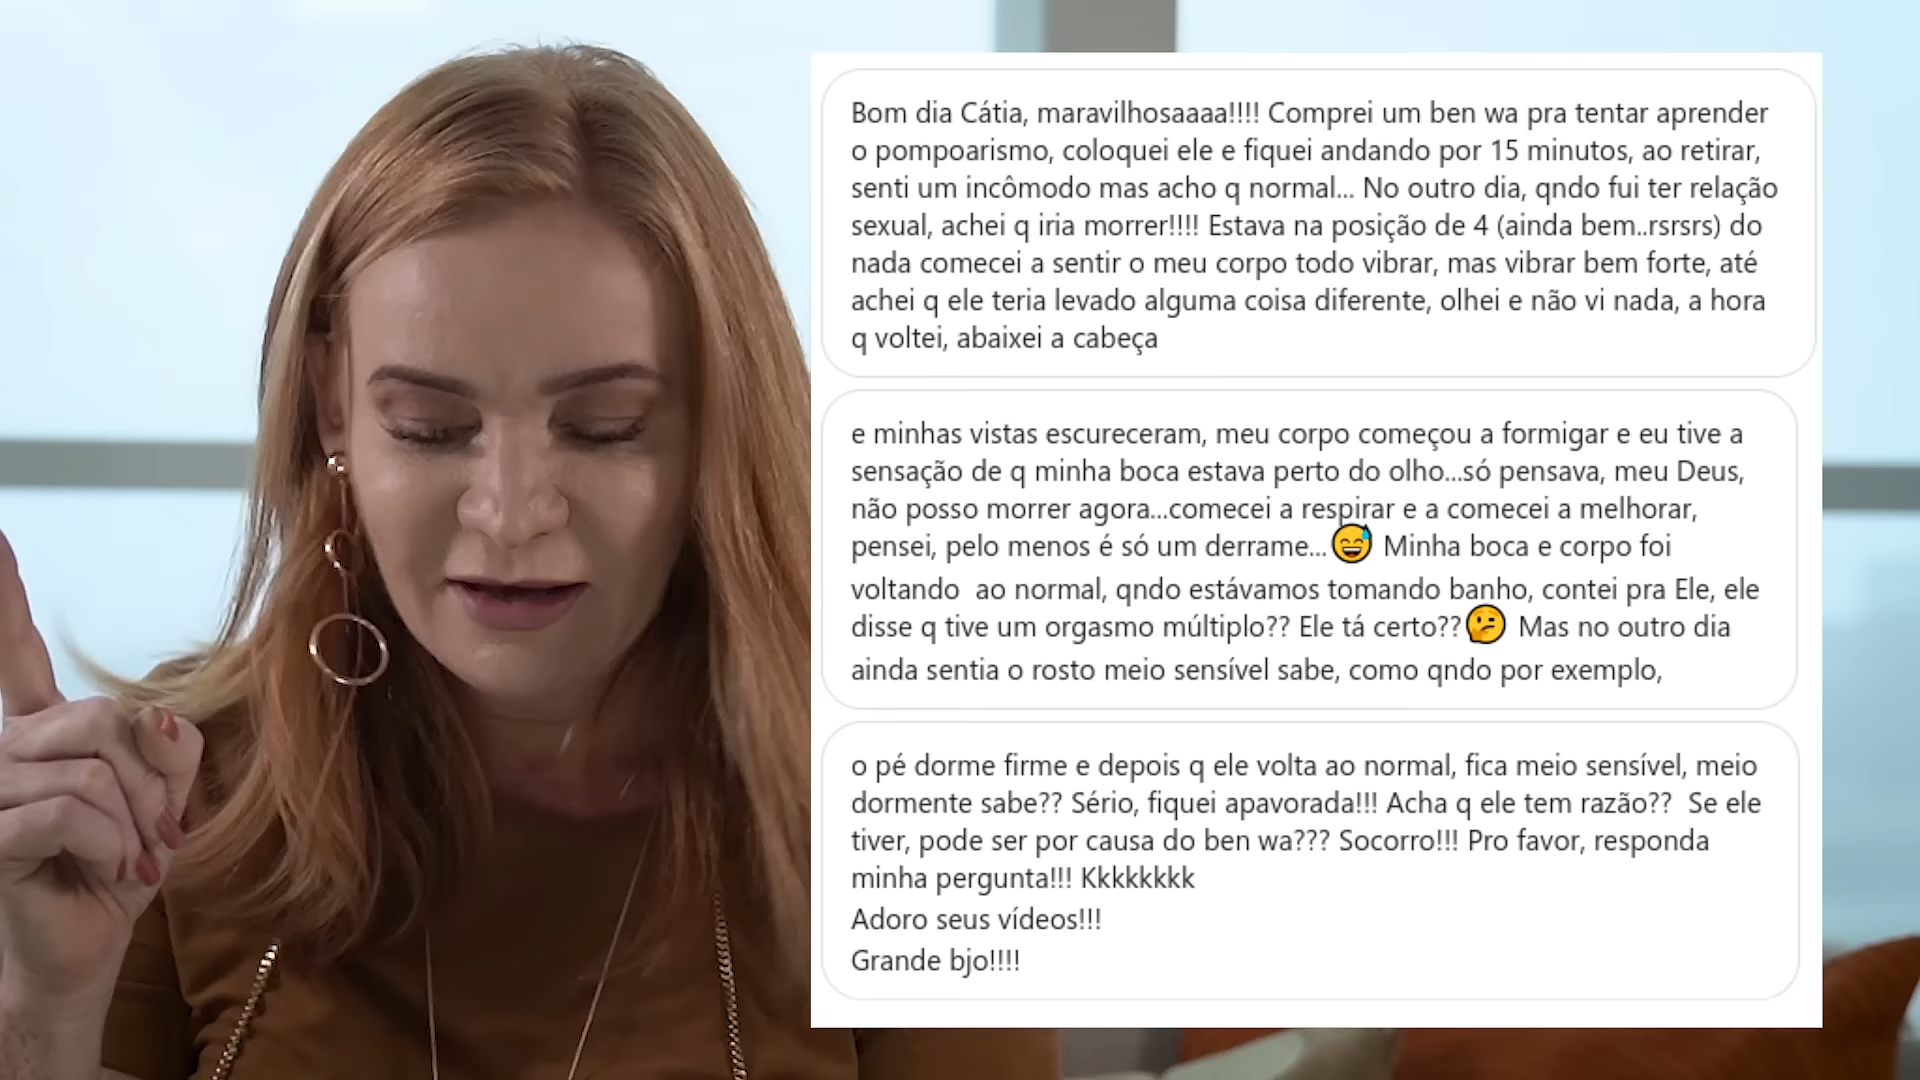 Bom dia Cátia, maravilhosaaaa!!!! Comprei um ben wa pra tentar aprender
o pompoarismo, coloquei ele e fiquei andando por 15 minutos, ao retirar,
senti um incômodo mas acho q normal... No outro dia, qndo fui ter relação
sexual, achei q iria morrer!!!! Estava na posição de 4 (ainda bem..rsrsrs) do
nada comecei a sentir o meu corpo todo vibrar, mas vibrar bem forte, até
achei q ele teria levado alguma coisa diferente, olhei e não vi nada, a hora
q voltei, abaixei a cabeça
e minhas vistas escureceram, meu corpo começou a formigar e eu tive a
sensação de q minha boca estava perto do olho...só pensava, meu Deus,
não posso morrer agora...comecei a respirar e a comecei a melhorar,
pensei, pelo menos é só um derrame...😅 Minha boca e corpo foi
voltando  ao normal, qndo estávamos tomando banho, contei pra Ele, ele
disse q tive um orgasmo múltiplo?? Ele tá certo??🤔 Mas no outro dia
ainda sentia o rosto meio sensível sabe, como qndo por exemplo,
o pé dorme firme e depois q ele volta ao normal, fica meio sensível, meio
dormente sabe?? Sério, fiquei apavorada!!! Acha q ele tem razão??  Se ele
tiver, pode ser por causa do ben wa??? Socorro!!! Pro favor, responda
minha pergunta!!! Kkkkkkkk
Adoro seus vídeos!!!
Grande bjo!!!!